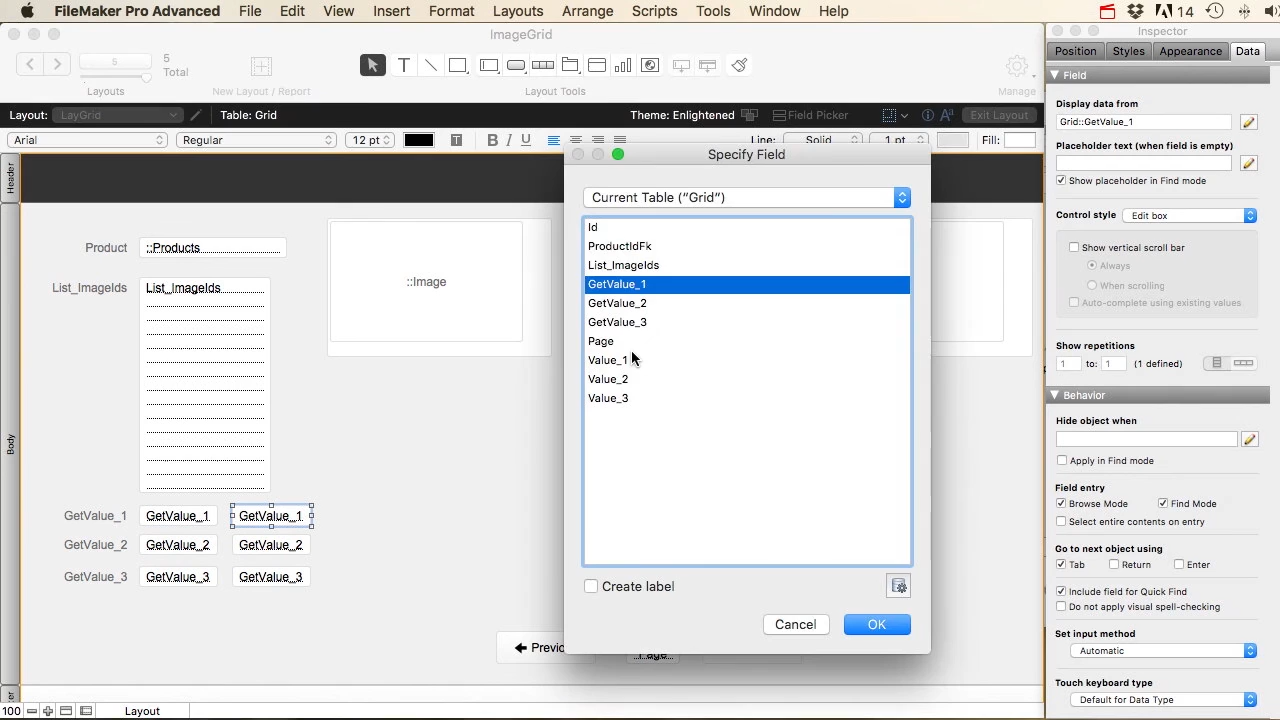 FileMaker Pro Advanced File Edit View Insert Format Layouts Arrange Scripts Tools Window Help 14
ImageGrid
5 5 Total
Layouts New Layout / Report Layout Tools Manage
Layout: LayGrid Table: Grid Theme: Enlightened Field Picker Exit Layout
Arial Regular 12 pt B I U Line: Solid 1 pt Fill:
Header
Body
Product ::Products
List_ImageIds List_ImageIds
::Image
GetValue_1 GetValue_1 GetValue_1
GetValue_2 GetValue_2 GetValue_2
GetValue_3 GetValue_3 GetValue_3
Previo
::Page
100 Layout
Specify Field
Current Table ("Grid")
Id
ProductIdFk
List_ImageIds
GetValue_1
GetValue_2
GetValue_3
Page
Value_1
Value_2
Value_3
Create label
Cancel OK
Inspector
Position Styles Appearance Data
Field
Display data from
Grid::GetValue_1
Placeholder text (when field is empty)
Show placeholder in Find mode
Control style Edit box
Show vertical scroll bar
Always
When scrolling
Auto-complete using existing values
Show repetitions
1 to: 1 (1 defined)
Behavior
Hide object when
Apply in Find mode
Field entry
Browse Mode Find Mode
Select entire contents on entry
Go to next object using
Tab Return Enter
Include field for Quick Find
Do not apply visual spell-checking
Set input method
Automatic
Touch keyboard type
Default for Data Type